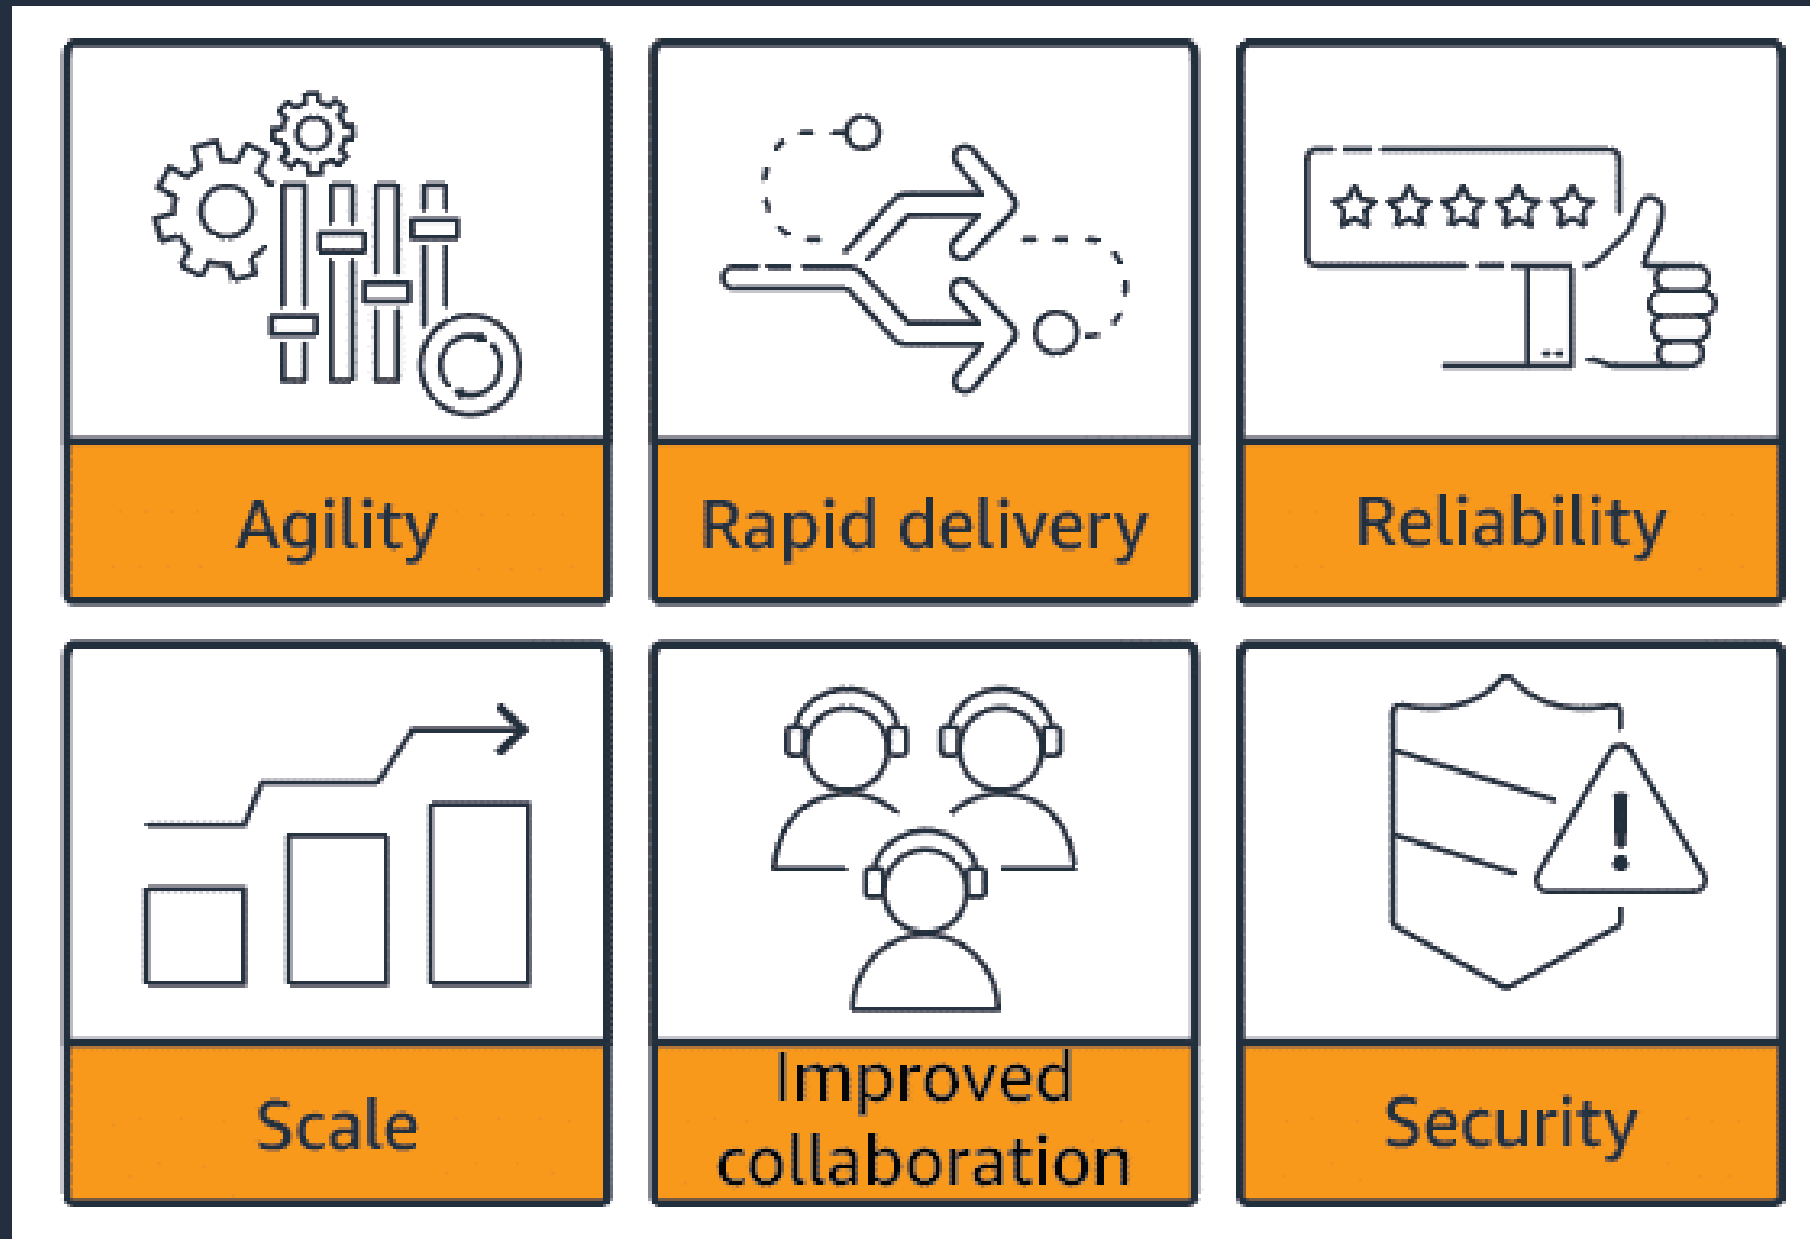 Agility
Rapid delivery
Reliability
Scale
Improved
collaboration
Security